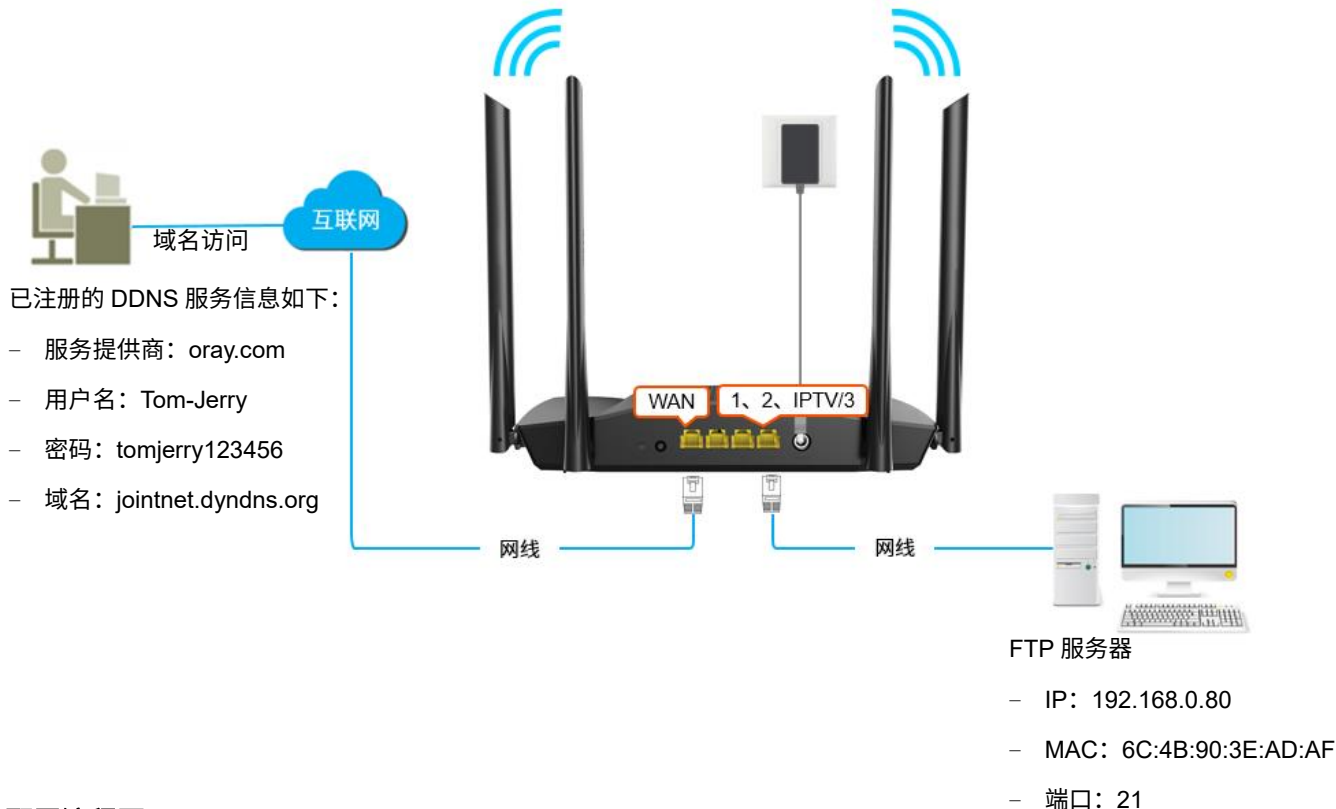 互联网
域名访问
已注册的 DDNS 服务信息如下：
– 服务提供商：oray.com
– 用户名：Tom-Jerry
– 密码：tomjerry123456
– 域名：jointnet.dyndns.org
WAN
1、2、IPTV/3
网线
网线
FTP 服务器
– IP：192.168.0.80
– MAC：6C:4B:90:3E:AD:AF
– 端口：21